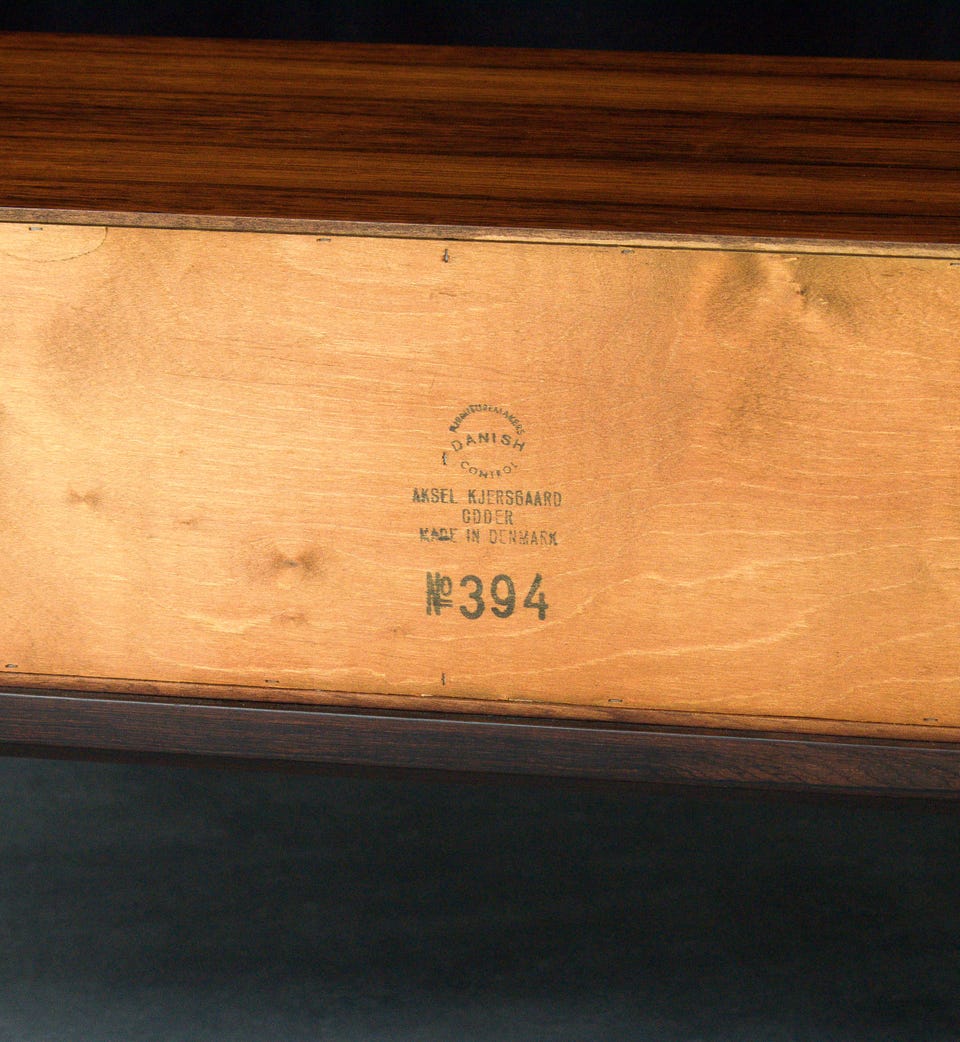 FURNITUREMAKERS
DANISH
CONTROL
AKSEL KJERSGAARD
ODDER
MADE IN DENMARK
№394